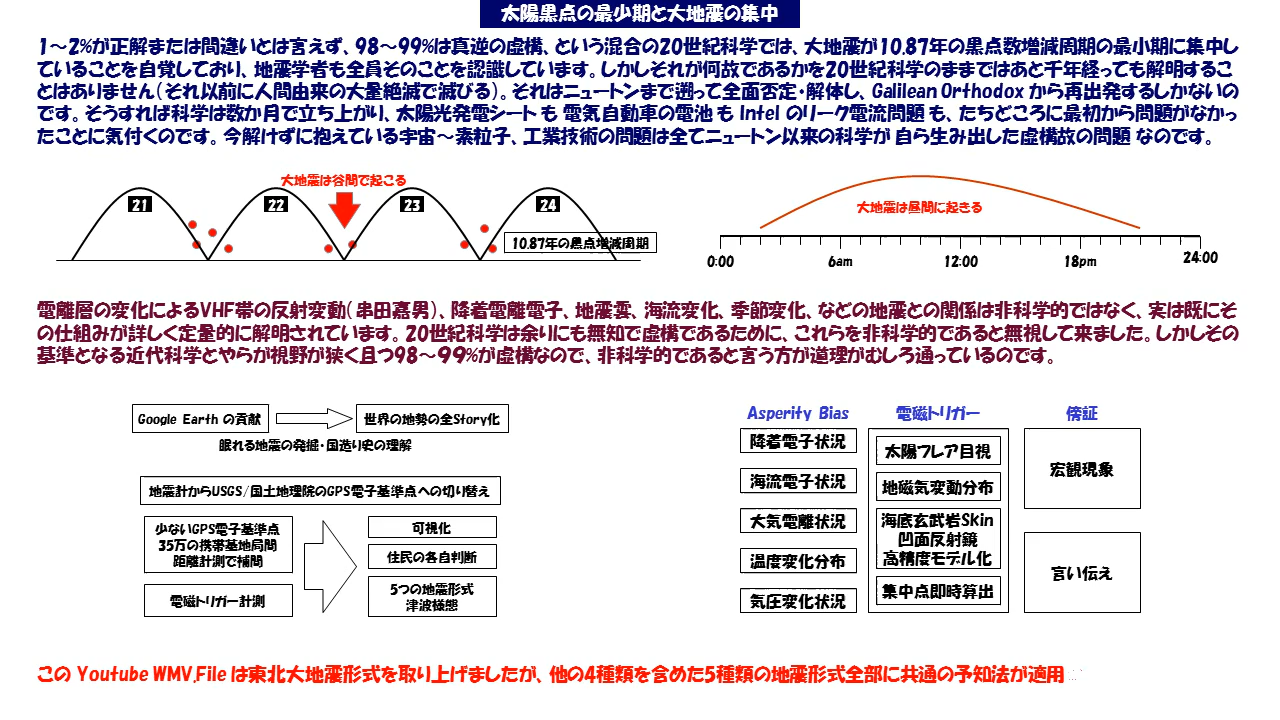 太陽黒点の最少期と大地震の集中
1～2%が正解または間違いとは言えず、98～99%は真逆の虚構、という混合の20世紀科学では、大地震が10.87年の黒点数増減周期の最小期に集中し
ていることを自覚しており、地震学者も全員そのことを認識しています。しかしそれが何故であるかを20世紀科学のままではあと千年経っても解明するこ
とはありません(それ以前に人間由来の大量絶滅で滅びる)。それはニュートンまで遡って全面否定・解体し、Galilean Orthodox から再出発するしかないの
です。そうすれば科学は数か月で立ち上がり、太陽光発電シート も 電気自動車の電池 も Intel のリーク電流問題 も、たちどころに最初から問題がなかっ
たことに気付くのです。今解けずに抱えている宇宙～素粒子、工業技術の問題は全てニュートン以来の科学が 自ら生み出した虚構故の問題 なのです。
大地震は谷間で起こる
21
22
23
24
10.87年の黒点増減周期
大地震は昼間に起きる
0:00
6am
12:00
18pm
24:00
電離層の変化によるVHF帯の反射変動(串田嘉男)、降着電離電子、地震雲、海流変化、季節変化、などの地震との関係は非科学的ではなく、実は既にそ
の仕組みが詳しく定量的に解明されています。20世紀科学は余りにも無知で虚構であるために、これらを非科学的であると無視して来ました。しかしその
基準となる近代科学とやらが視野が狭く且つ98～99%が虚構なので、非科学的であると言う方が道理がむしろ通っているのです。
Google Earth の貢献
世界の地勢の全Story化
眠れる地震の発掘・国造り史の理解
地震計からUSGS/国土地理院のGPS電子基準点への切り替え
少ないGPS電子基準点
35万の携帯基地局間
距離計測で補間
電磁トリガー計測
可視化
住民の各自判断
5つの地震形式
津波様態
Asperity Bias
降着電子状況
海流電子状況
大気電離状況
温度変化分布
気圧変化状況
電磁トリガー
太陽フレア目視
地磁気変動分布
海底玄武岩Skin
凹面反射鏡
高精度モデル化
集中点即時算出
傍証
宏観現象
言い伝え
この Youtube WMV.File は東北大地震形式を取り上げましたが、他の4種類を含めた5種類の地震形式全部に共通の予知法が適用